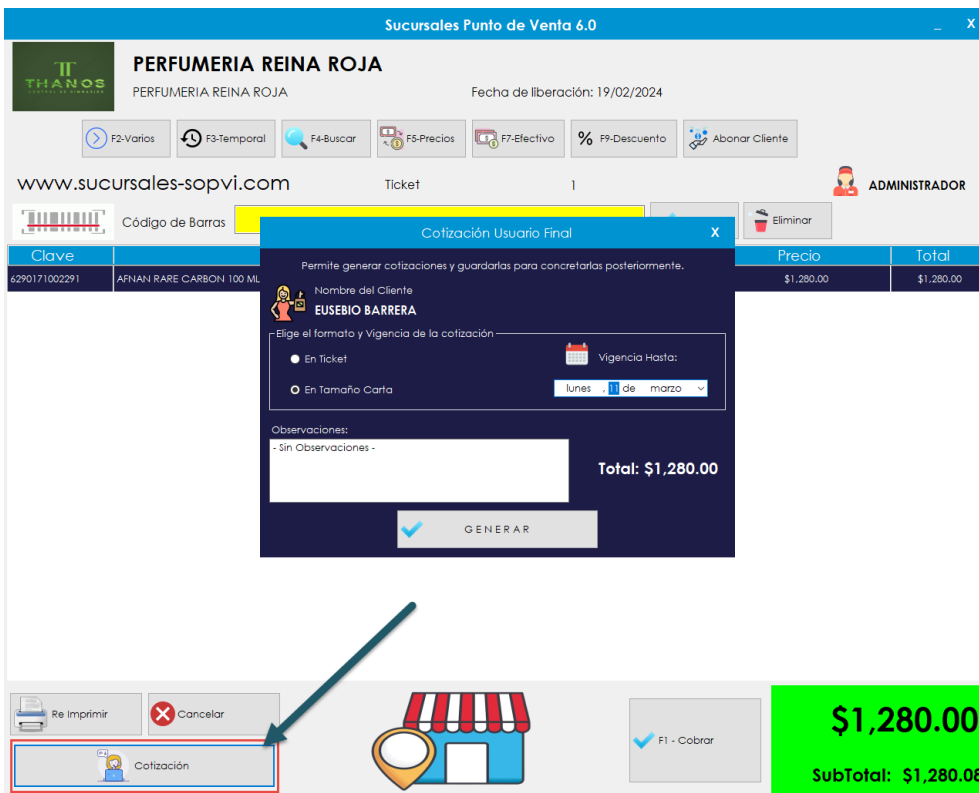 Sucursales Punto de Venta 6.0 _ X
THANOS
PERFUMERIA REINA ROJA
PERFUMERIA REINA ROJA Fecha de liberación: 19/02/2024
F2-Varios F3-Temporal F4-Buscar F5-Precios F7-Efectivo F9-Descuento Abonar Cliente
www.sucursales-sopvi.com Ticket 1 ADMINISTRADOR
Código de Barras Eliminar
Cotización Usuario Final X
Clave Precio Total
6290171002291 AFNAN RARE CARBON 100 ML $1,280.00 $1,280.00
Permite generar cotizaciones y guardarlas para concretarlas posteriormente.
Nombre del Cliente
EUSEBIO BARRERA
Elige el formato y Vigencia de la cotización
En Ticket Vigencia Hasta:
En Tamaño Carta lunes , 11 de marzo
Observaciones:
- Sin Observaciones -
Total: $1,280.00
GENERAR
Re Imprimir Cancelar
Cotización
F1 - Cobrar
$1,280.00
SubTotal: $1,280.08